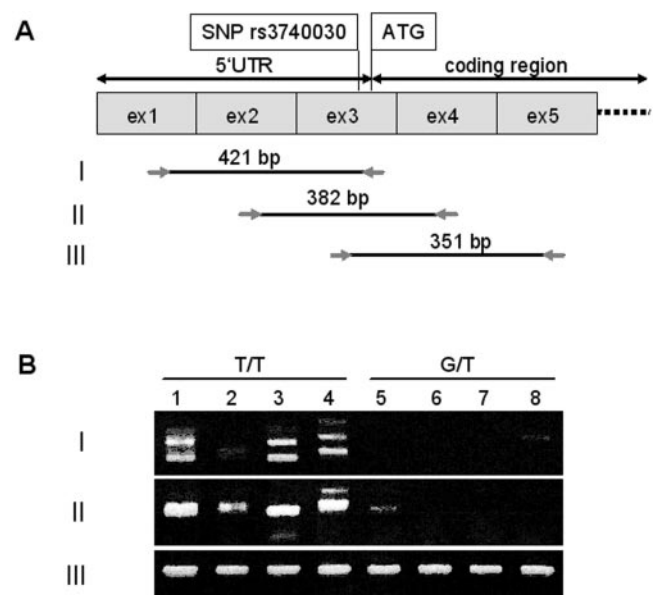 A
SNP rs3740030 ATG
5'UTR coding region
ex1 ex2 ex3 ex4 ex5
I 421 bp
II 382 bp
III 351 bp
B
T/T G/T
1 2 3 4 5 6 7 8
I
II
III